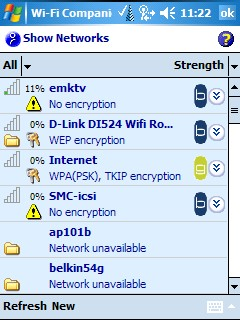 Wi-Fi Compani 11:22 ok
Show Networks ?
All Strength
11% emktv b
No encryption
0% D-Link DI524 Wifi Ro... b
WEP encryption
0% Internet g
WPA(PSK), TKIP encryption
0% SMC-icsi b
No encryption
ap101b
Network unavailable
belkin54g
Network unavailable
Refresh New